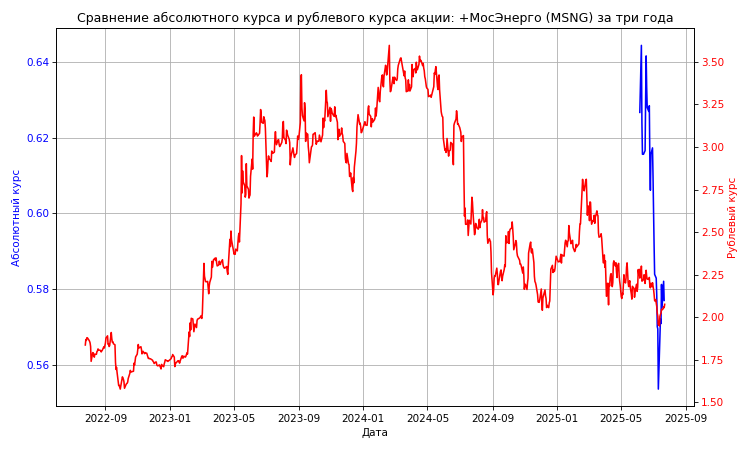 Сравнение абсолютного курса и рублевого курса акции: +МосЭнерго (MSNG) за три года
Абсолютный курс
0.64
0.62
0.60
0.58
0.56
3.50
3.25
3.00
2.75
2.50
2.25
2.00
1.75
1.50
Рублевый курс
2022-09 2023-01 2023-05 2023-09 2024-01 2024-05 2024-09 2025-01 2025-05 2025-09
Дата